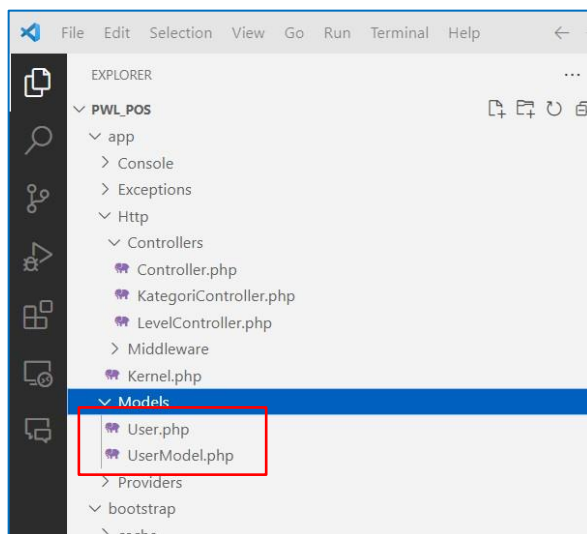 File Edit Selection View Go Run Terminal Help
EXPLORER
PWL_POS
app
Console
Exceptions
Http
Controllers
Controller.php
KategoriController.php
LevelController.php
Middleware
Kernel.php
Models
User.php
UserModel.php
Providers
bootstrap
cache